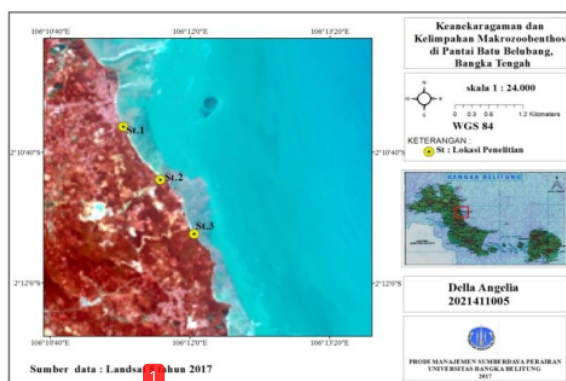 Keanekaragaman dan
Kelimpahan Makrozoobenthos
di Pantai Batu Belubang,
Bangka Tengah
106°10'40"E
106°12'0"E
106°13'20"E
N
skala 1 : 24.000
0 0.3 0.6 1.2 Kilometers
WGS 84
KETERANGAN :
St : Lokasi Penelitian
St.1
2°10'40"S
2°10'40"S
St.2
BANGKA BELITUNG
St.3
2°12'0"S
2°12'0"S
Della Angelia
2021411005
106°10'40"E
106°12'0"E
106°13'20"E
Sumber data : Landsat tahun 2017
1
PRODI MANAJEMEN SUMBERDAYA PERAIRAN
UNIVERSITAS BANGKA BELITUNG
2017